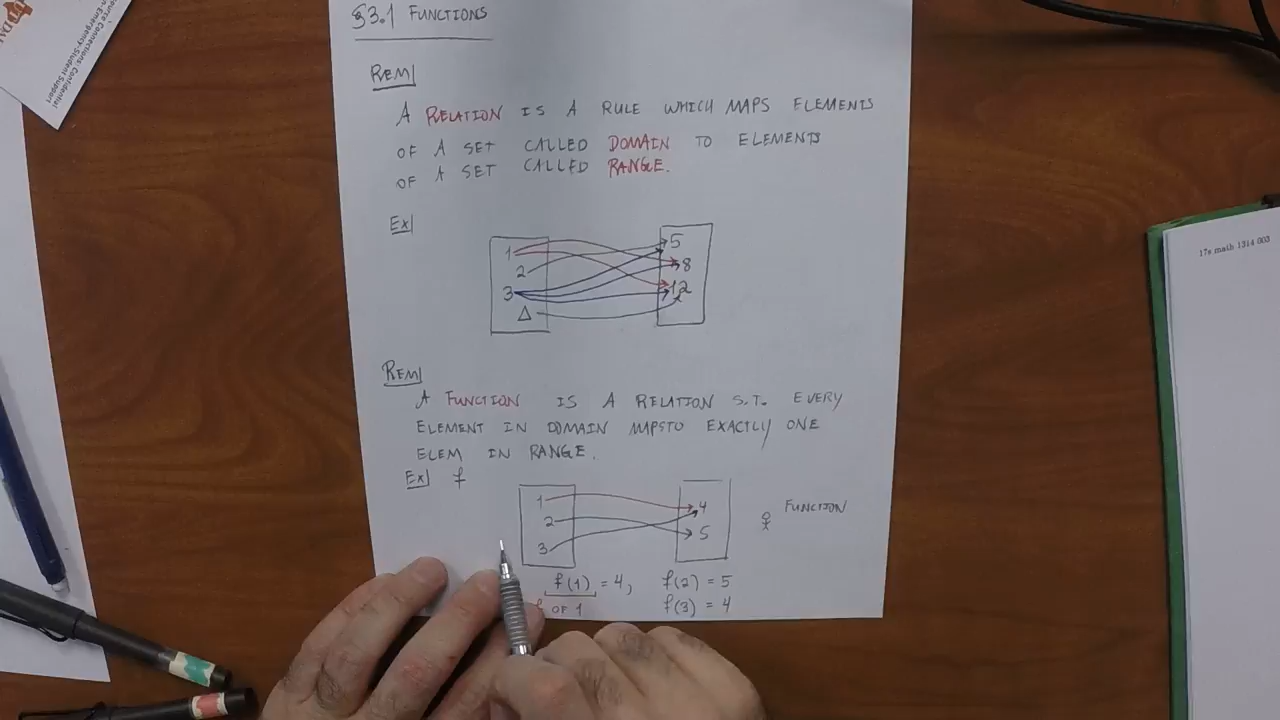 §3.1 FUNCTIONS
REM
A RELATION IS A RULE WHICH MAPS ELEMENTS
OF A SET CALLED DOMAIN TO ELEMENTS
OF A SET CALLED RANGE.
EX
1 5
2 8
3 12
Δ
REM
A FUNCTION IS A RELATION S.T. EVERY
ELEMENT IN DOMAIN MAPSTO EXACTLY ONE
ELEM IN RANGE.
EX f
1 4
2 5
3
FUNCTION
f(1) = 4, f(2) = 5
f OF 1 f(3) = 4
17s math 1314 003